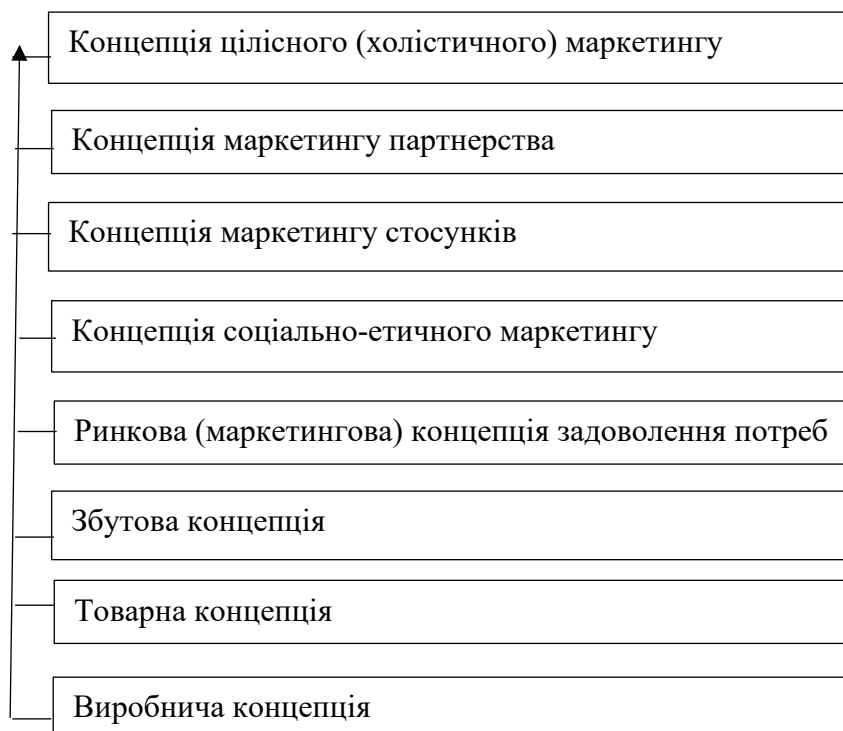 Концепція цілісного (холістичного) маркетингу
Концепція маркетингу партнерства
Концепція маркетингу стосунків
Концепція соціально-етичного маркетингу
Ринкова (маркетингова) концепція задоволення потреб
Збутова концепція
Товарна концепція
Виробнича концепція